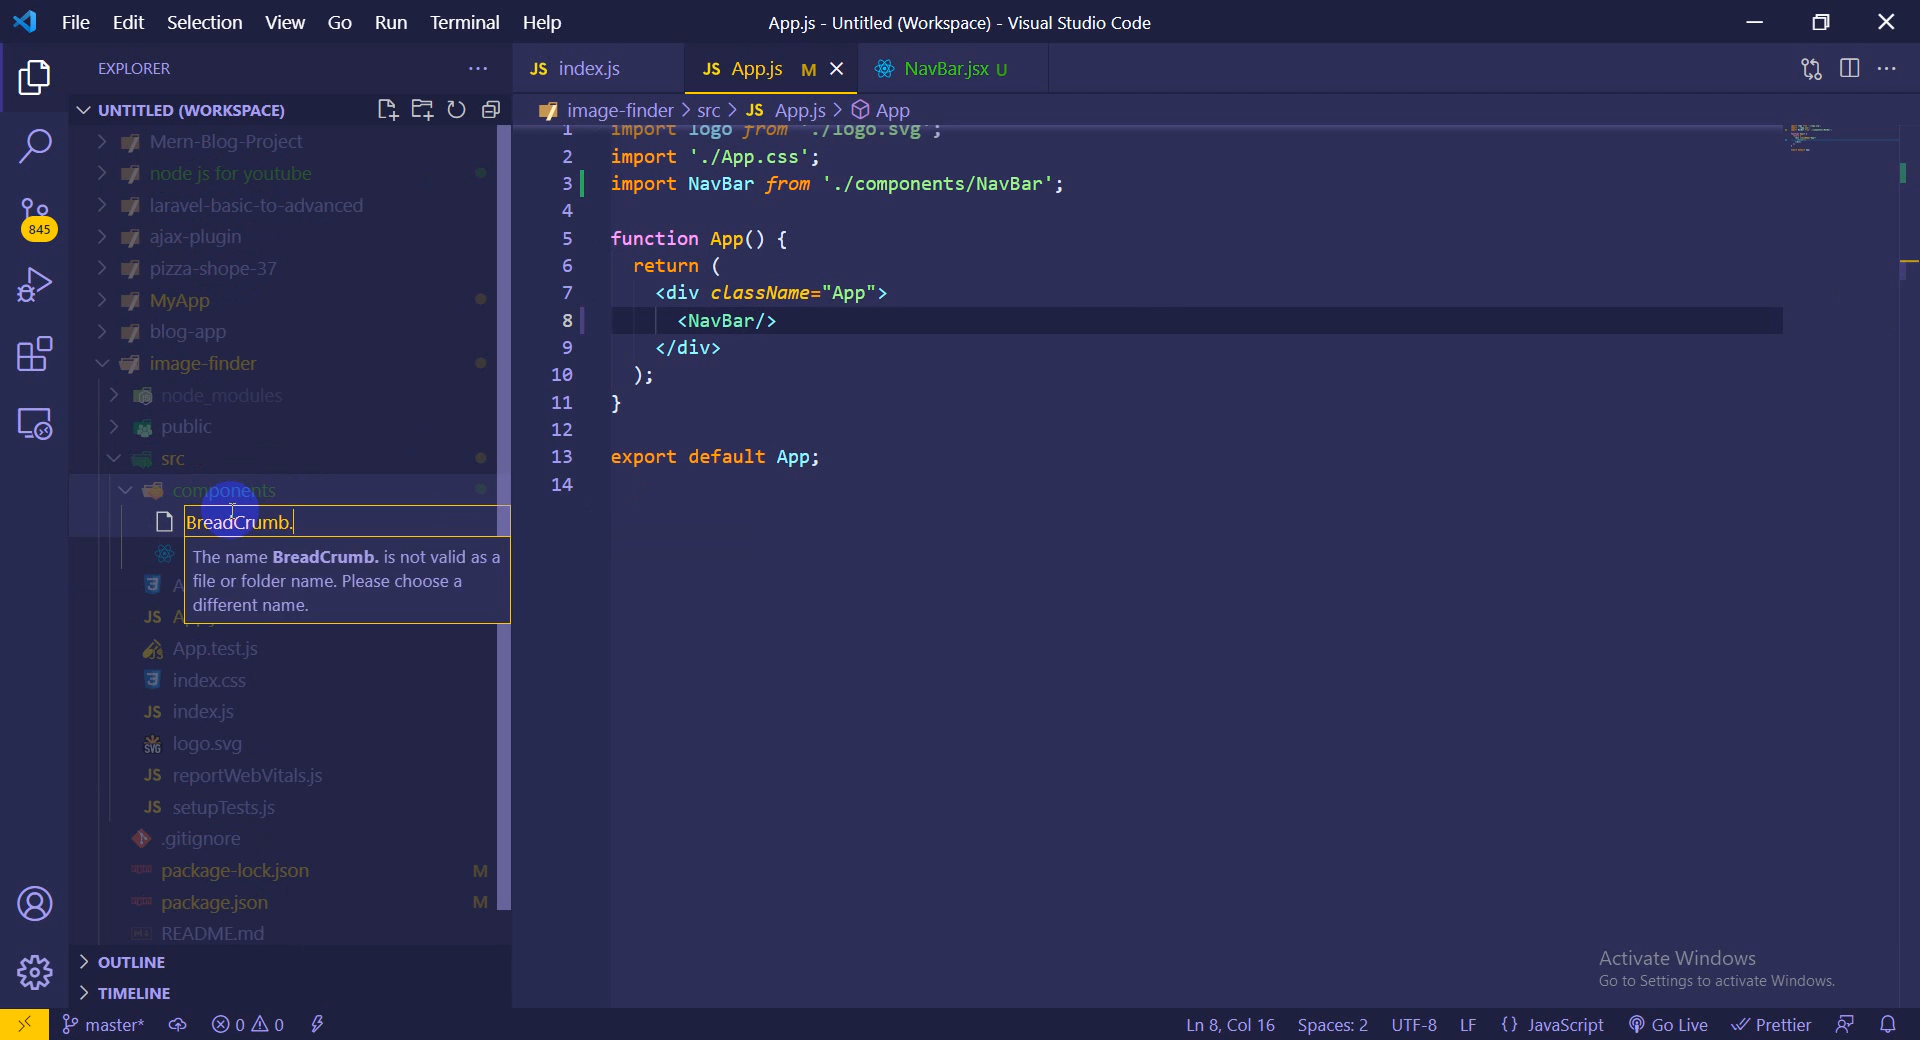 File Edit Selection View Go Run Terminal Help
App.js - Untitled (Workspace) - Visual Studio Code
EXPLORER
JS index.js
JS App.js M
NavBar.jsx U
UNTITLED (WORKSPACE)
image-finder > src > JS App.js > App
Mern-Blog-Project
node js for youtube
laravel-basic-to-advanced
ajax-plugin
pizza-shope-37
MyApp
blog-app
image-finder
node_modules
public
src
components
BreadCrumb.
The name BreadCrumb. is not valid as a
file or folder name. Please choose a
different name.
App.test.js
index.css
JS index.js
SVG logo.svg
JS reportWebVitals.js
JS setupTests.js
.gitignore
package-lock.json M
package.json M
README.md
OUTLINE
TIMELINE
845
1 import logo from './logo.svg';
2 import './App.css';
3 import NavBar from './components/NavBar';
4
5 function App() {
6 return (
7 <div className="App">
8 <NavBar/>
9 </div>
10 );
11 }
12
13 export default App;
14
Activate Windows
Go to Settings to activate Windows.
master* 0 0
Ln 8, Col 16 Spaces: 2 UTF-8 LF {} JavaScript Go Live Prettier